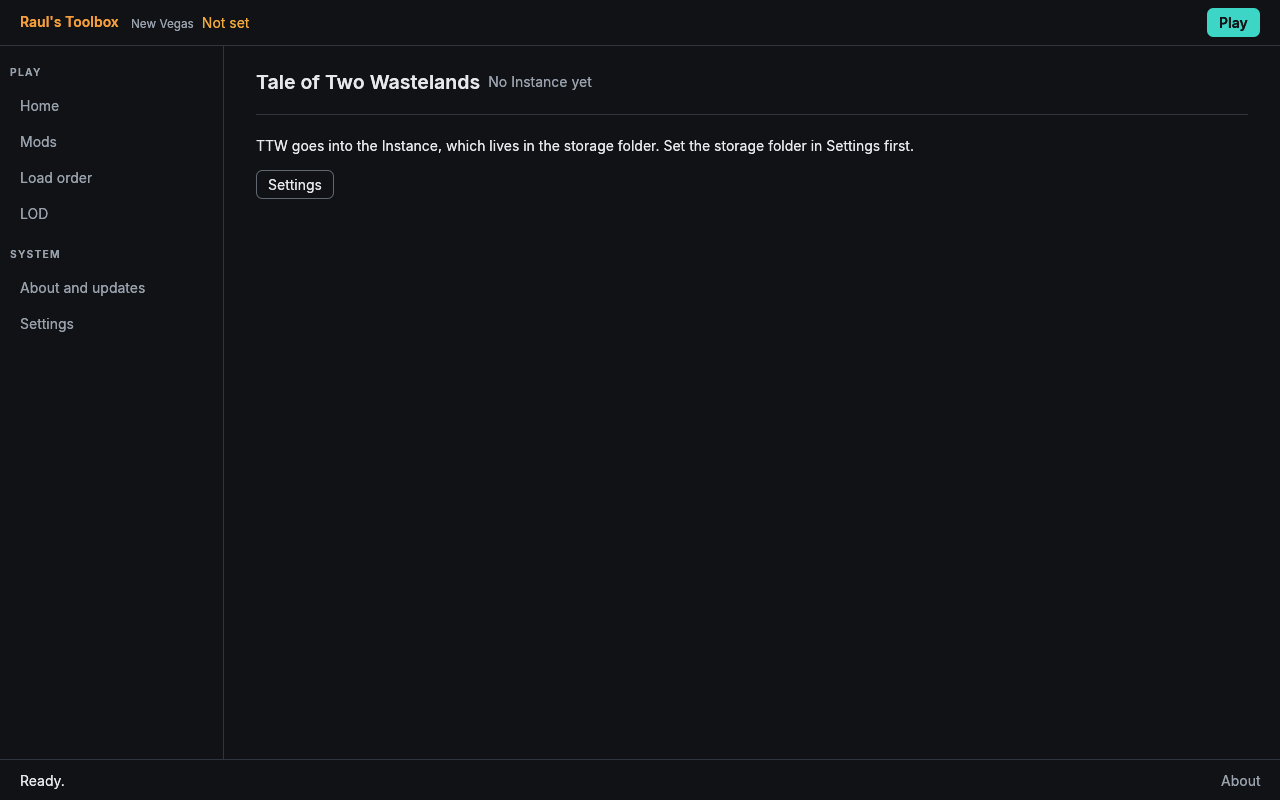 Raul's Toolbox New Vegas Not set Play
PLAY
Home
Mods
Load order
LOD
SYSTEM
About and updates
Settings
Tale of Two Wastelands No Instance yet
TTW goes into the Instance, which lives in the storage folder. Set the storage folder in Settings first.
Settings
Ready. About